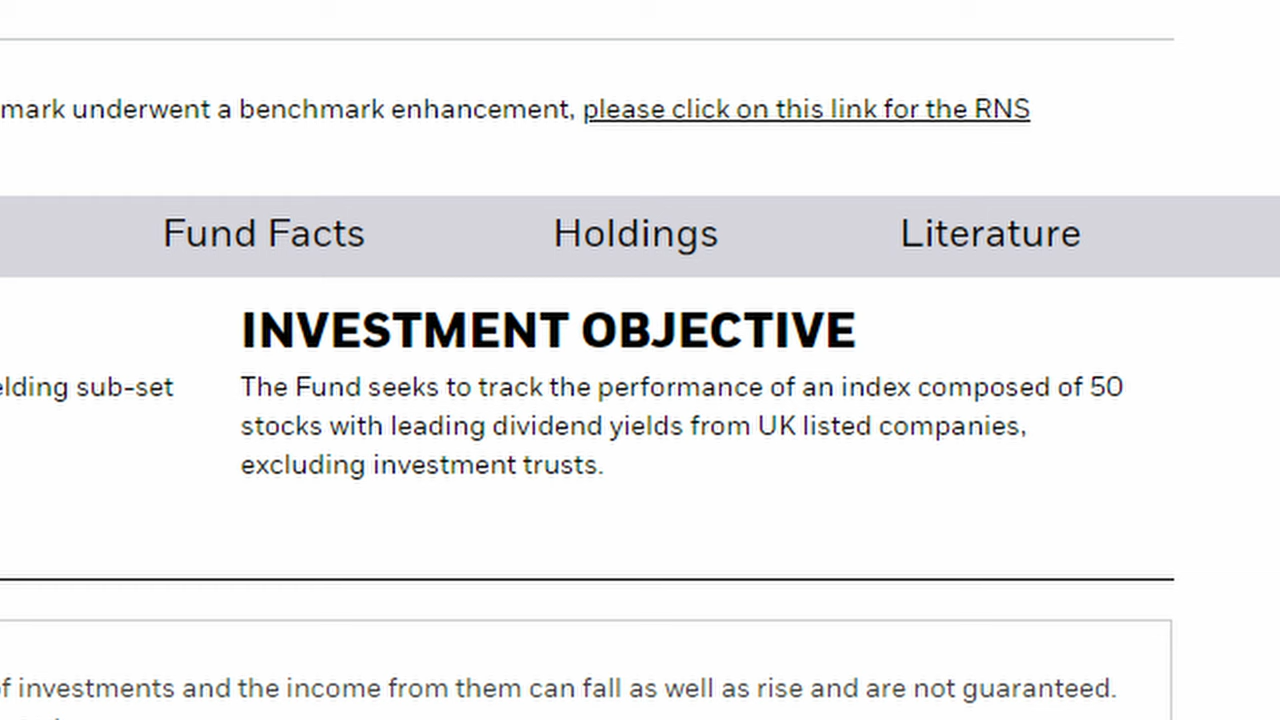 mark underwent a benchmark enhancement, please click on this link for the RNS
Fund Facts Holdings Literature
INVESTMENT OBJECTIVE
elding sub-set
The Fund seeks to track the performance of an index composed of 50
stocks with leading dividend yields from UK listed companies,
excluding investment trusts.
of investments and the income from them can fall as well as rise and are not guaranteed.